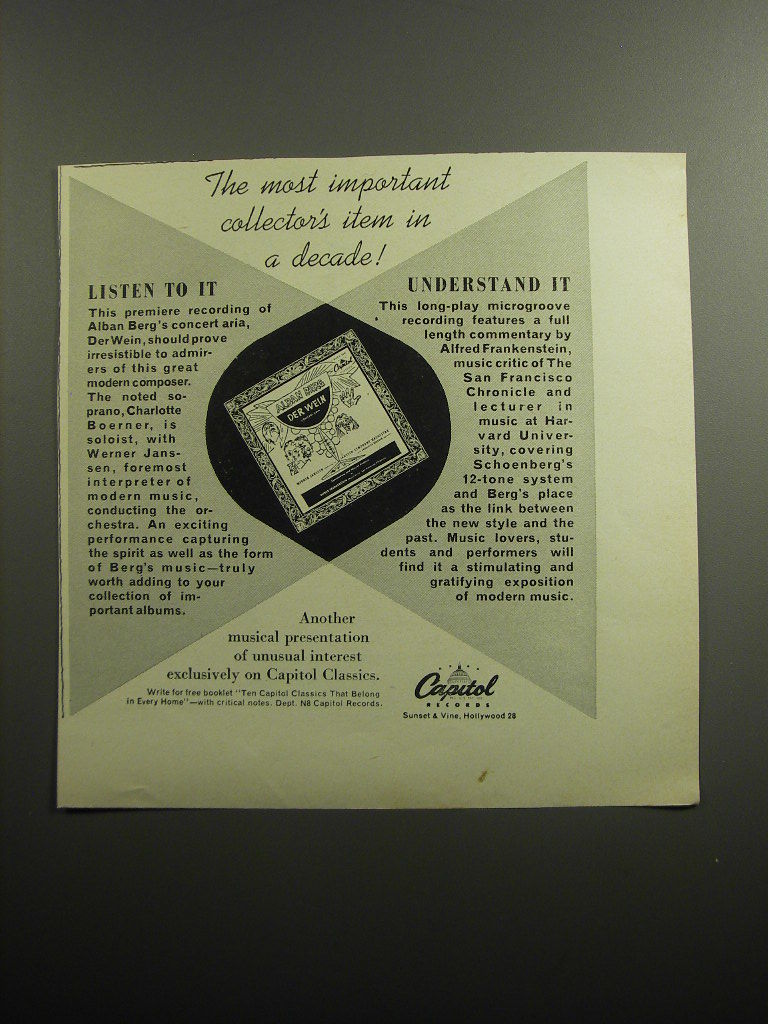 The most important
collector's item in
a decade!
LISTEN TO IT
This premiere recording of
Alban Berg's concert aria,
Der Wein, should prove
irresistible to admir-
ers of this great
modern composer.
The noted so-
prano, Charlotte
Boerner, is
soloist, with
Werner Jans-
sen, foremost
interpreter of
modern music,
conducting the or-
chestra. An exciting
performance capturing
the spirit as well as the form
of Berg's music—truly
worth adding to your
collection of im-
portant albums.
ALBAN BERG
DER WEIN
UNDERSTAND IT
This long-play microgroove
recording features a full
length commentary by
Alfred Frankenstein,
music critic of The
San Francisco
Chronicle and
lecturer in
music at Har-
vard Univer-
sity, covering
Schoenberg's
12-tone system
and Berg's place
as the link between
the new style and the
past. Music lovers, stu-
dents and performers will
find it a stimulating and
gratifying exposition
of modern music.
Another
musical presentation
of unusual interest
exclusively on Capitol Classics.
Write for free booklet "Ten Capitol Classics That Belong
in Every Home"—with critical notes. Dept. N8 Capitol Records.
Capitol
RECORDS
Sunset & Vine, Hollywood 28